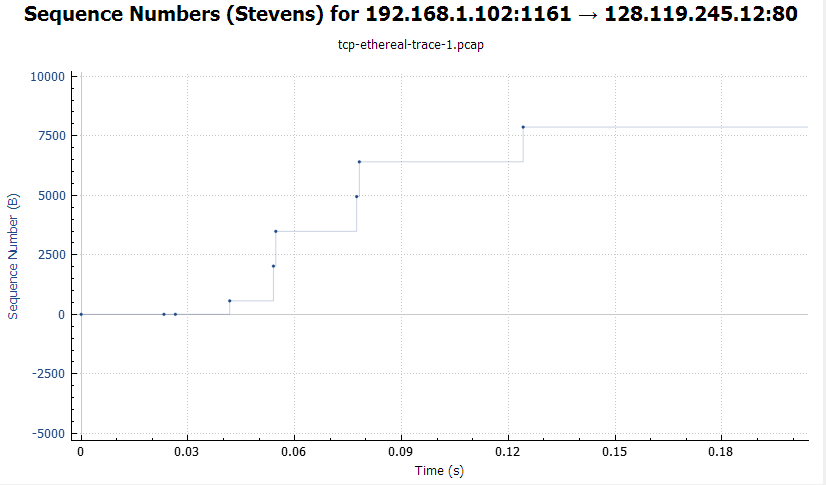 Sequence Numbers (Stevens) for 192.168.1.102:1161 → 128.119.245.12:80
tcp-ethereal-trace-1.pcap
Sequence Number (B)
10000
7500
5000
2500
0
-2500
-5000
0 0.03 0.06 0.09 0.12 0.15 0.18
Time (s)